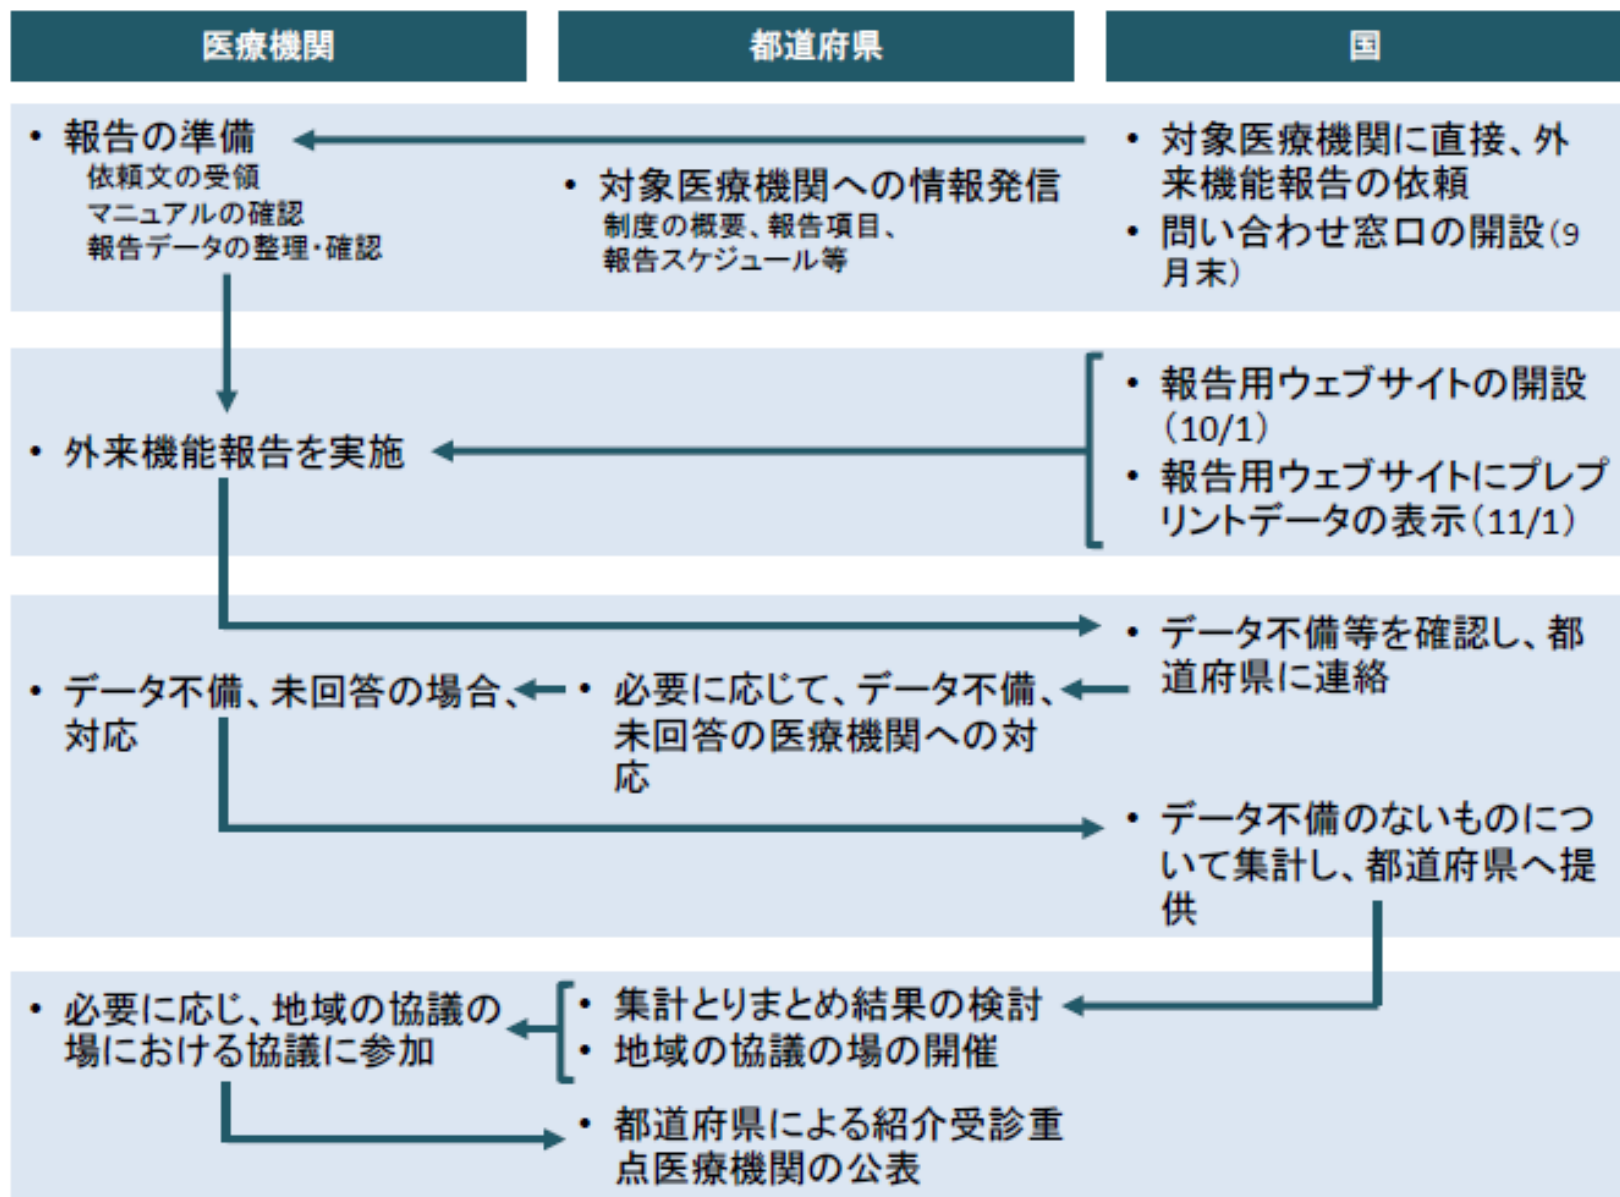 医療機関
都道府県
国
• 報告の準備
依頼文の受領
マニュアルの確認
報告データの整理・確認
• 対象医療機関への情報発信
制度の概要、報告項目、
報告スケジュール等
• 対象医療機関に直接、外
来機能報告の依頼
• 問い合わせ窓口の開設(9
月末)
• 外来機能報告を実施
• 報告用ウェブサイトの開設
(10/1)
• 報告用ウェブサイトにプレプ
リントデータの表示(11/1)
• データ不備等を確認し、都
道府県に連絡
• 必要に応じて、データ不備、
未回答の医療機関への対
応
• データ不備、未回答の場合、
対応
• データ不備のないものにつ
いて集計し、都道府県へ提
供
• 集計とりまとめ結果の検討
• 地域の協議の場の開催
• 必要に応じ、地域の協議の
場における協議に参加
• 都道府県による紹介受診重
点医療機関の公表